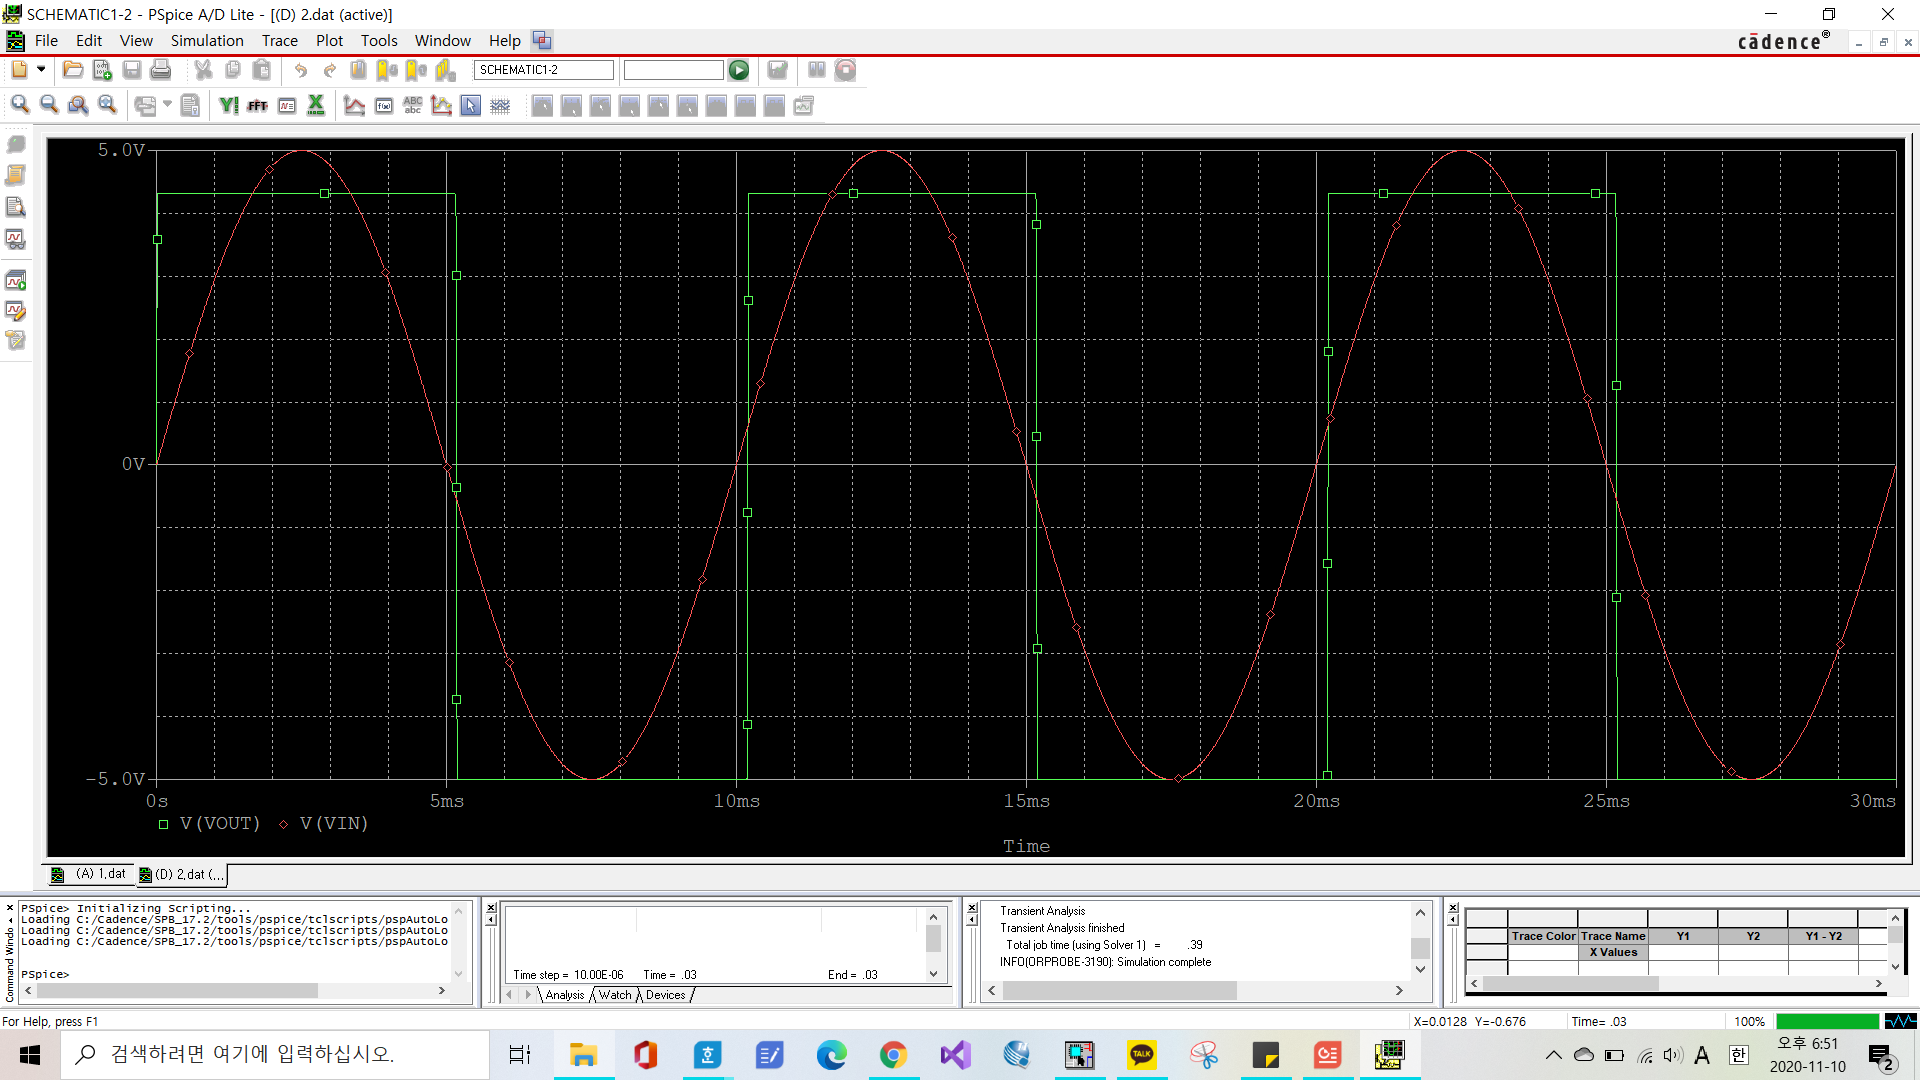 SCHEMATIC1-2 - PSpice A/D Lite - [(D) 2.dat (active)]
File Edit View Simulation Trace Plot Tools Window Help
cādence®
SCHEMATIC1-2
FFT
ABC
abc
5.0V
0V
-5.0V
0s 5ms 10ms 15ms 20ms 25ms 30ms
V(VOUT) V(VIN)
Time
(A) 1.dat (D) 2.dat (...
Command Windo
PSpice> Initializing Scripting...
Loading C:/Cadence/SPB_17.2/tools/pspice/tclscripts/pspAutoLo
Loading C:/Cadence/SPB_17.2/tools/pspice/tclscripts/pspAutoLo
Loading C:/Cadence/SPB_17.2/tools/pspice/tclscripts/pspAutoLo
PSpice>
Time step = 10.00E-06 Time = .03 End = .03
Analysis Watch Devices
Transient Analysis
Transient Analysis finished
Total job time (using Solver 1) = .39
INFO(ORPROBE-3190): Simulation complete
Trace Color Trace Name Y1 Y2 Y1 - Y2
X Values
For Help, press F1
X=0.0128 Y=-0.676 Time= .03 100%
검색하려면 여기에 입력하십시오.
TALK
A 한
오후 6:51
2020-11-10
2